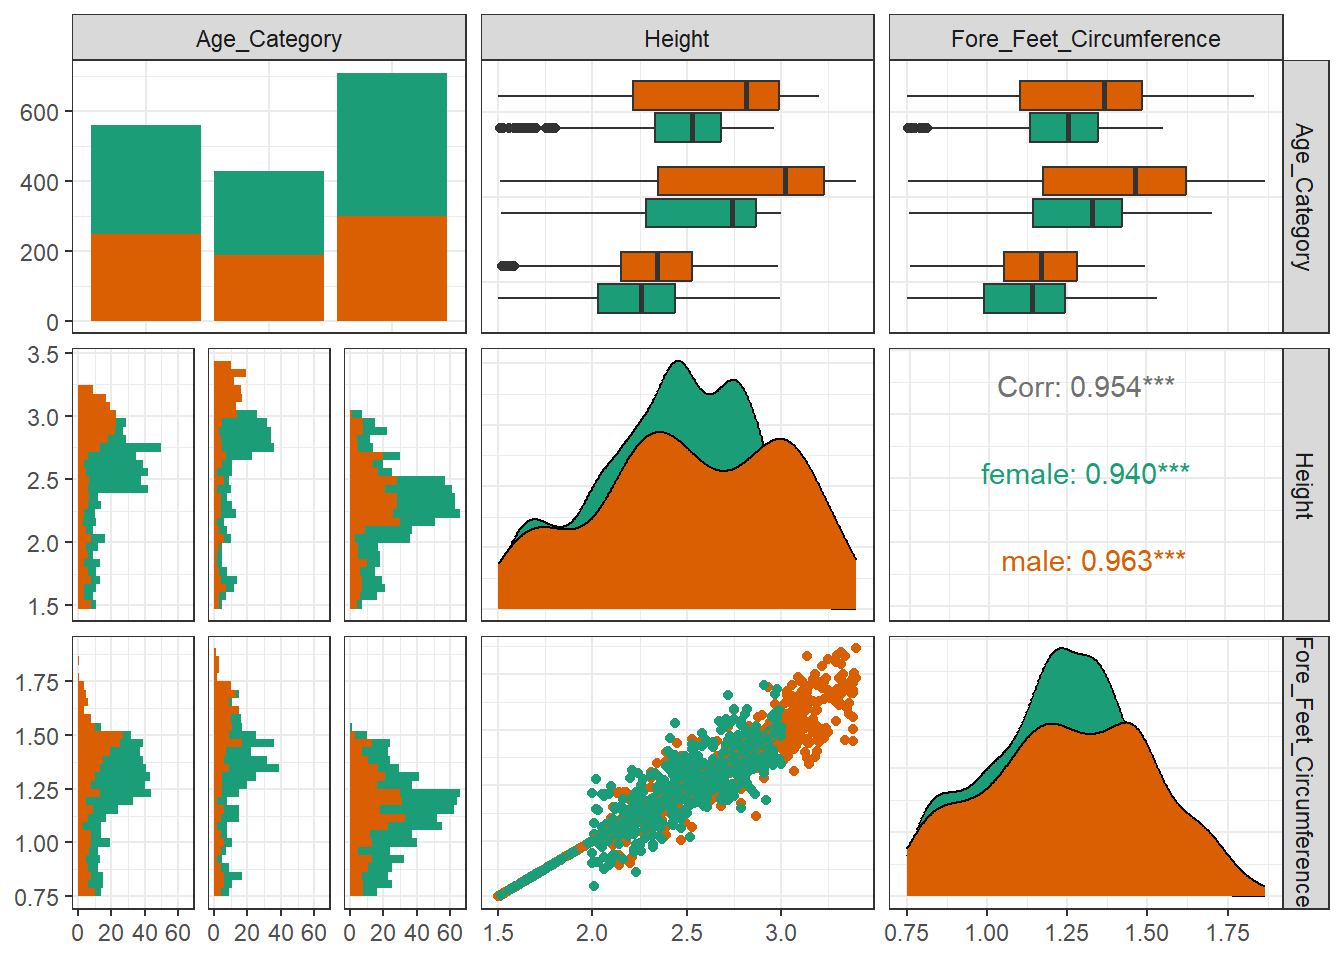 Age_Category
Height
Fore_Feet_Circumference
600
400
200
0
Age_Category
3.5
3.0
2.5
2.0
1.5
Corr: 0.954***
female: 0.940***
male: 0.963***
Height
1.75
1.50
1.25
1.00
0.75
Fore_Feet_Circumference
0 20 40 60
0 20 40 60
0 20 40 60
1.5 2.0 2.5 3.0
0.75 1.00 1.25 1.50 1.75